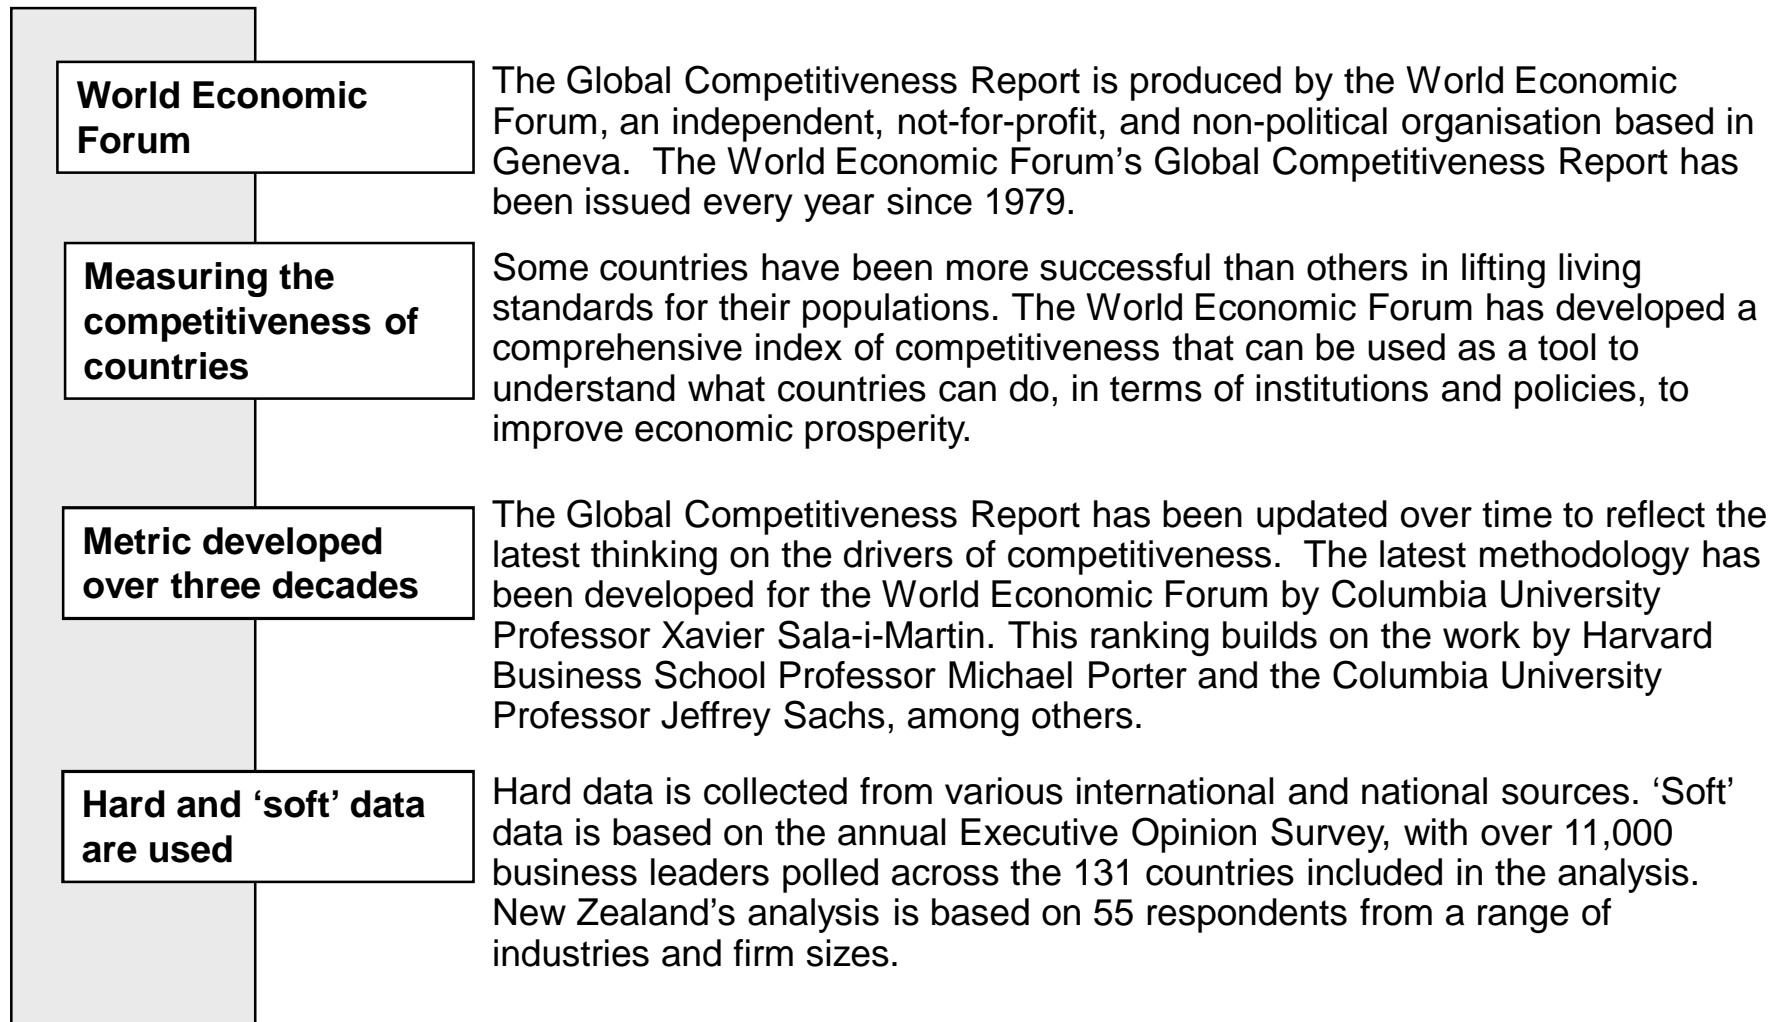 World Economic
Forum
The Global Competitiveness Report is produced by the World Economic
Forum, an independent, not-for-profit, and non-political organisation based in
Geneva.  The World Economic Forum’s Global Competitiveness Report has
been issued every year since 1979.
Measuring the
competitiveness of
countries
Some countries have been more successful than others in lifting living
standards for their populations. The World Economic Forum has developed a
comprehensive index of competitiveness that can be used as a tool to
understand what countries can do, in terms of institutions and policies, to
improve economic prosperity.
Metric developed
over three decades
The Global Competitiveness Report has been updated over time to reflect the
latest thinking on the drivers of competitiveness.  The latest methodology has
been developed for the World Economic Forum by Columbia University
Professor Xavier Sala-i-Martin. This ranking builds on the work by Harvard
Business School Professor Michael Porter and the Columbia University
Professor Jeffrey Sachs, among others.
Hard and ‘soft’ data
are used
Hard data is collected from various international and national sources. ‘Soft’
data is based on the annual Executive Opinion Survey, with over 11,000
business leaders polled across the 131 countries included in the analysis.
New Zealand’s analysis is based on 55 respondents from a range of
industries and firm sizes.